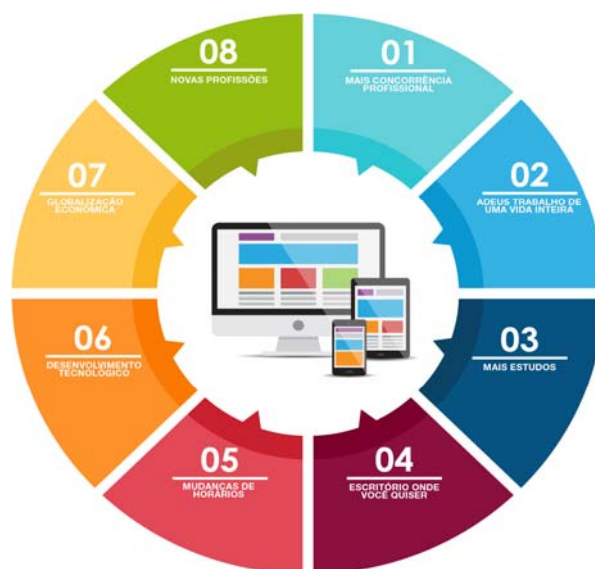 01
MAIS CONCORRÊNCIA
PROFISSIONAL
02
ADEUS TRABALHO DE
UMA VIDA INTEIRA
03
MAIS ESTUDOS
04
ESCRITÓRIO ONDE
VOCÊ QUISER
05
MUDANÇAS DE
HORÁRIOS
06
DESENVOLVIMENTO
TECNOLÓGICO
07
GLOBALIZAÇÃO
ECONÔMICA
08
NOVAS PROFISSÕES